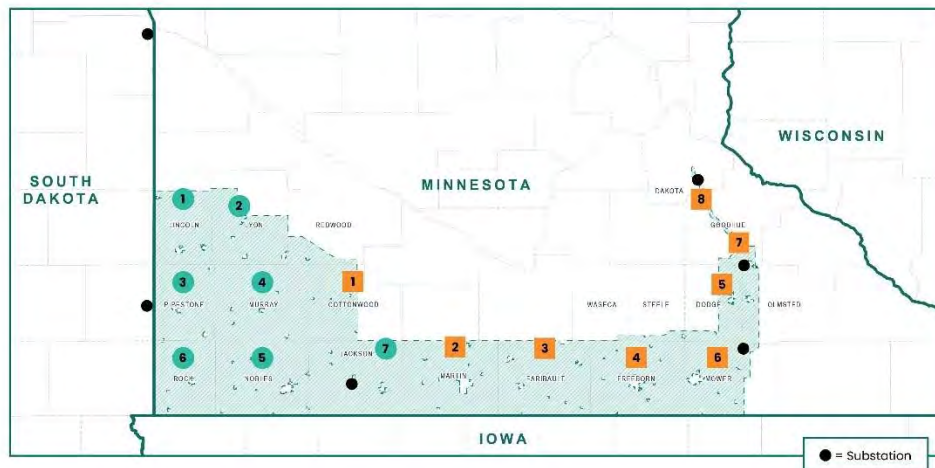 WISCONSIN
SOUTH
DAKOTA
MINNESOTA
DAKOTA
8
1
2
LINCOLN
LYON
REDWOOD
GOODHUE
7
3
4
1
5
PIPESTONE
MURRAY
COTTONWOOD
WASECA
STEELE
DODGE
OLMSTED
6
5
JACKSON
7
2
3
4
6
ROCK
NOBLES
MARTIN
FARIBAULT
FREEBORN
MOWER
IOWA
= Substation